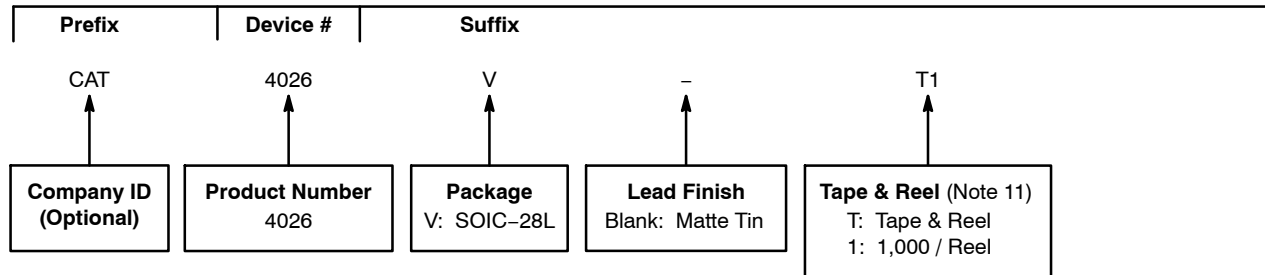 Prefix Device # Suffix
CAT 4026 V – T1
Company ID
(Optional)
Product Number
4026
Package
V: SOIC−28L
Lead Finish
Blank: Matte Tin
Tape & Reel (Note 11)
T: Tape & Reel
1: 1,000 / Reel